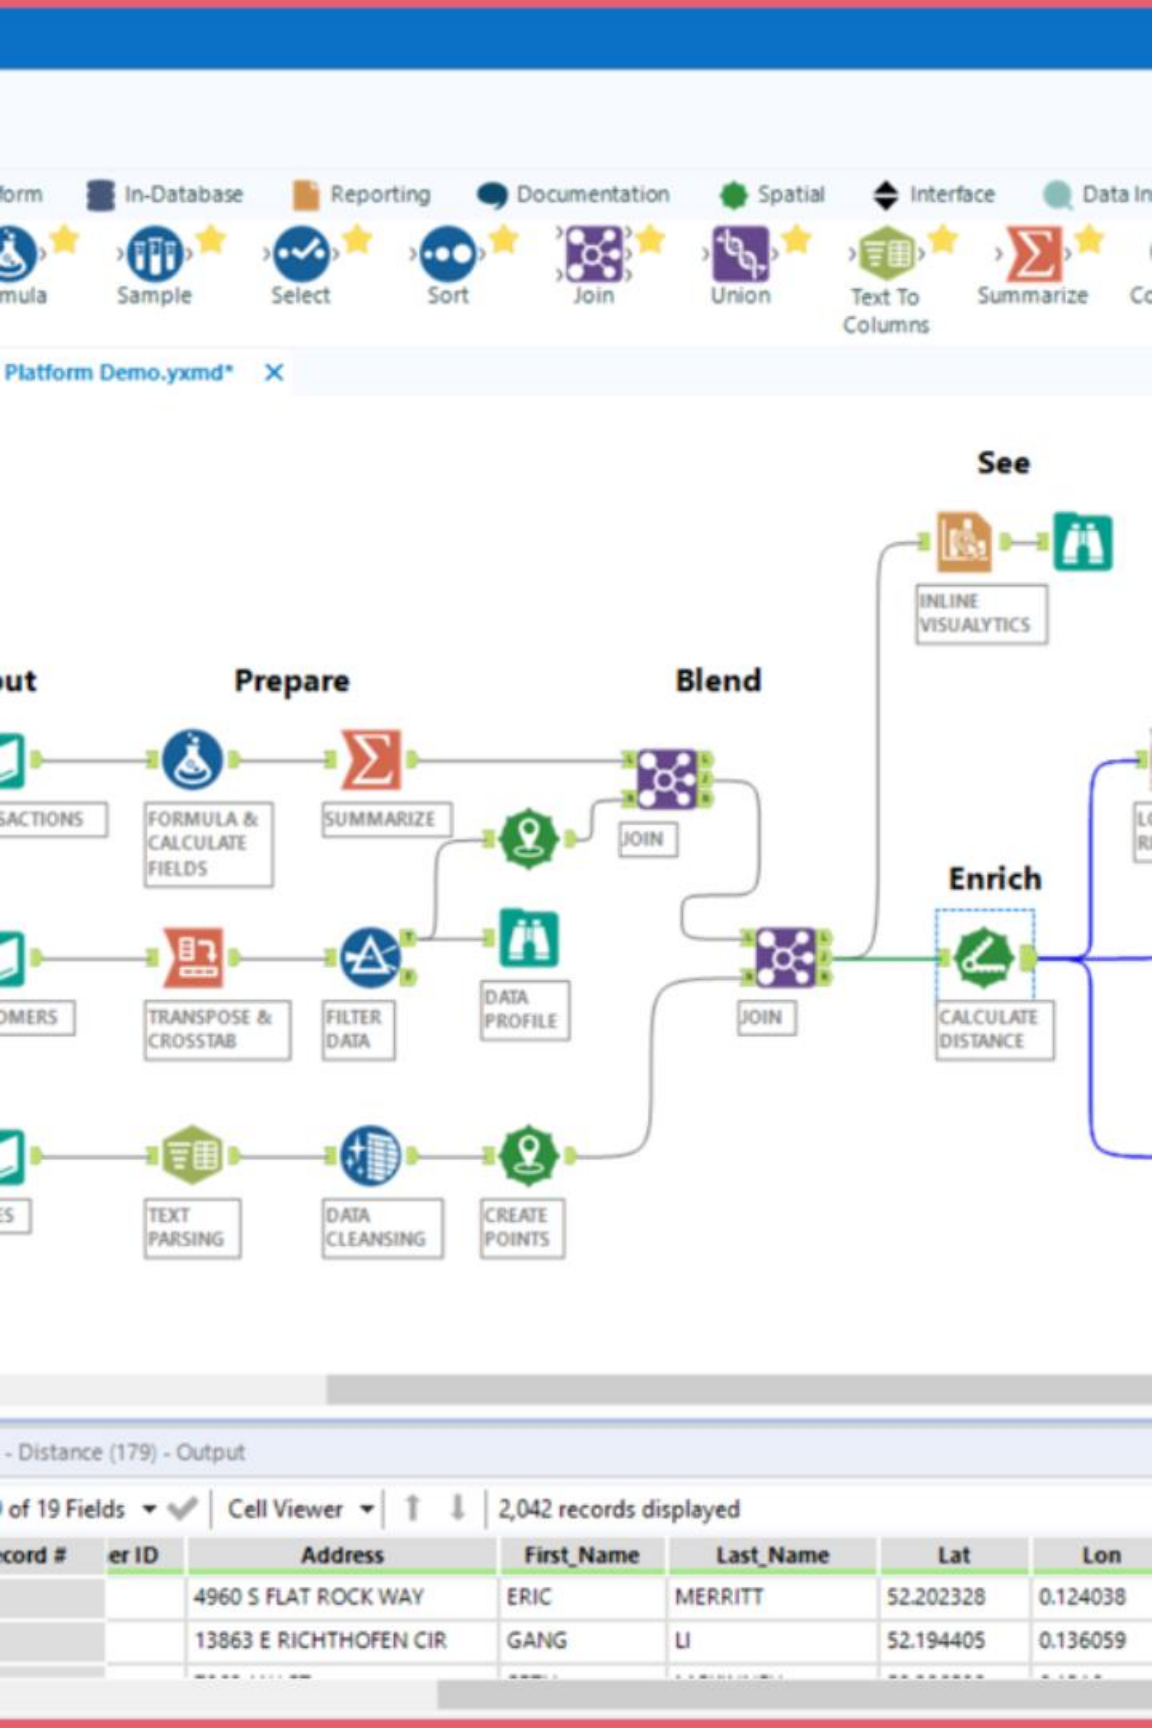 In-Database
Reporting
Documentation
Spatial
Interface
Sample
Select
Sort
Join
Union
Text To
Columns
Summarize
Platform Demo.yxmd*
See
INLINE
VISUALYTICS
Prepare
Blend
FORMULA &
CALCULATE
FIELDS
SUMMARIZE
JOIN
Enrich
TRANSPOSE &
CROSSTAB
FILTER
DATA
DATA
PROFILE
JOIN
CALCULATE
DISTANCE
TEXT
PARSING
DATA
CLEANSING
CREATE
POINTS
- Distance (179) - Output
of 19 Fields
Cell Viewer
2,042 records displayed
er ID Address First_Name Last_Name Lat Lon
4960 S FLAT ROCK WAY ERIC MERRITT 52.202328 0.124038
13863 E RICHTHOFEN CIR GANG LI 52.194405 0.136059